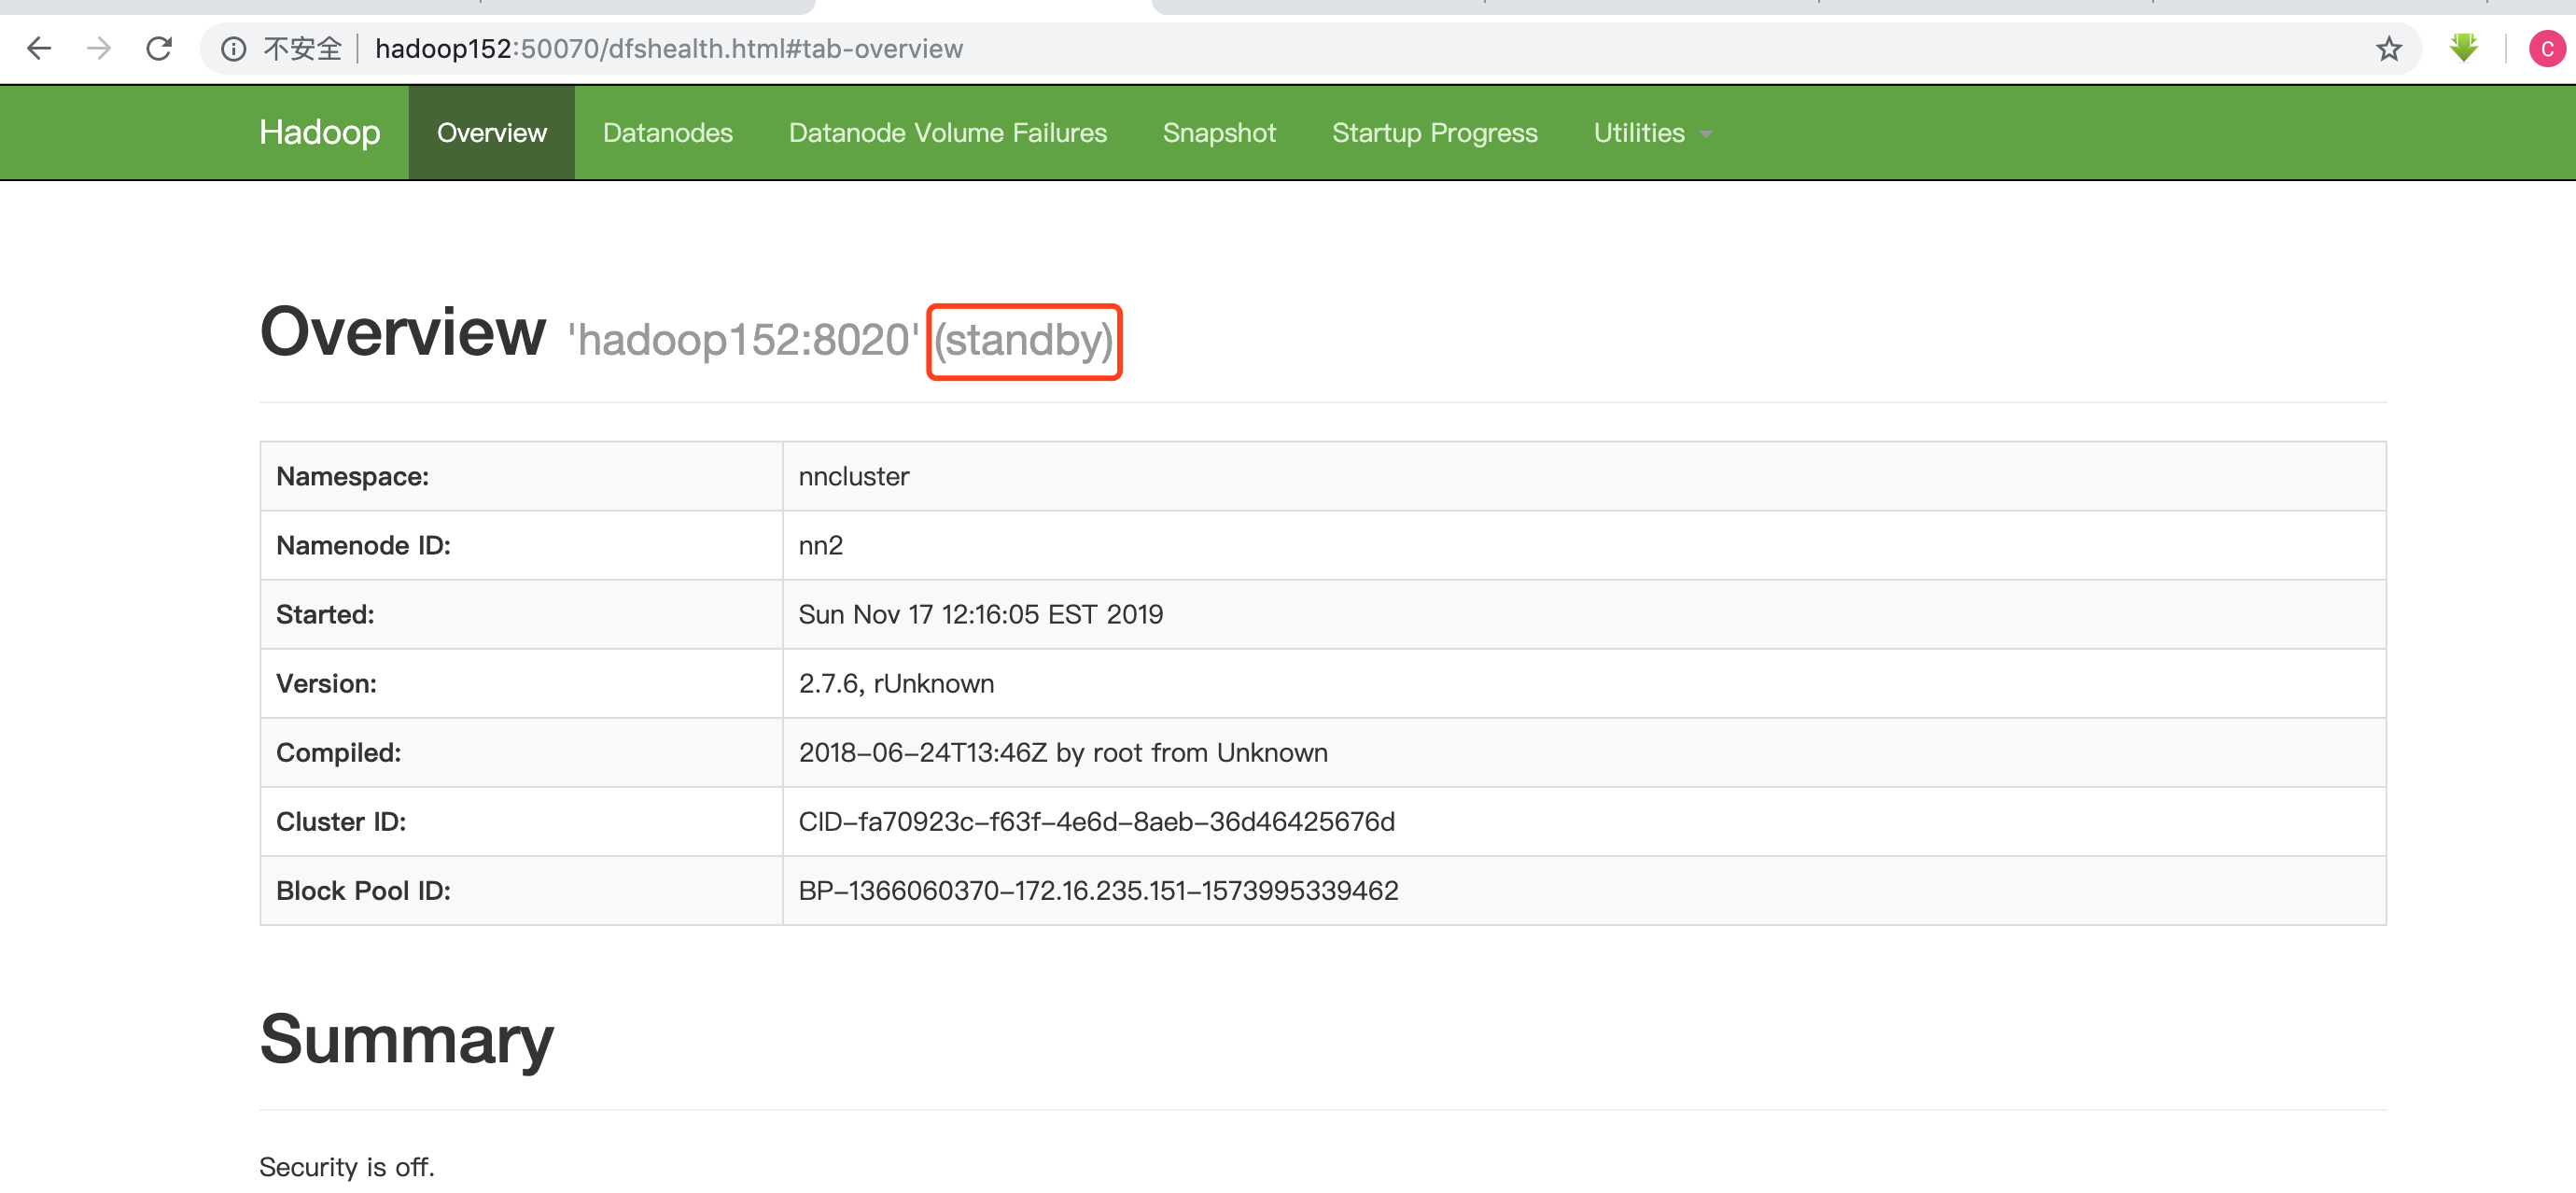 不安全 hadoop152:50070/dfshealth.html#tab-overview C
Hadoop Overview Datanodes Datanode Volume Failures Snapshot Startup Progress Utilities
Overview 'hadoop152:8020' (standby)
Namespace: nncluster
Namenode ID: nn2
Started: Sun Nov 17 12:16:05 EST 2019
Version: 2.7.6, rUnknown
Compiled: 2018-06-24T13:46Z by root from Unknown
Cluster ID: CID-fa70923c-f63f-4e6d-8aeb-36d46425676d
Block Pool ID: BP-1366060370-172.16.235.151-1573995339462
Summary
Security is off.